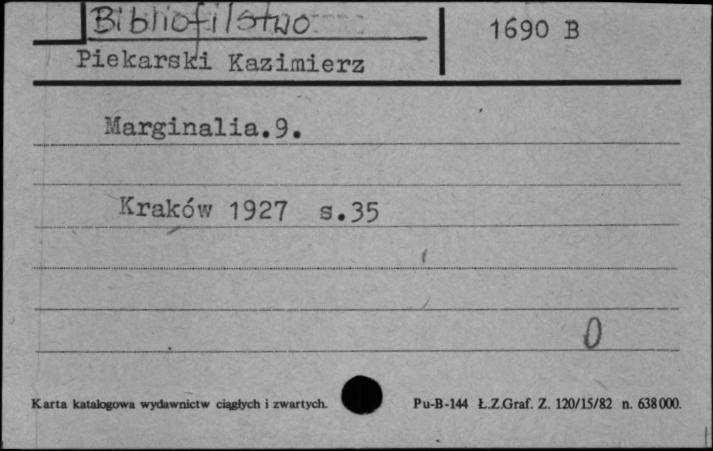 Bibliofilstwo
1690 B
Piekarski Kazimierz
Marginalia.9.
Kraków 1927 s.35
0
Karta katalogowa wydawnictw ciągłych i zwartych.
Pu-B-144 Ł.Z.Graf. Z. 120/15/82 n. 638000.